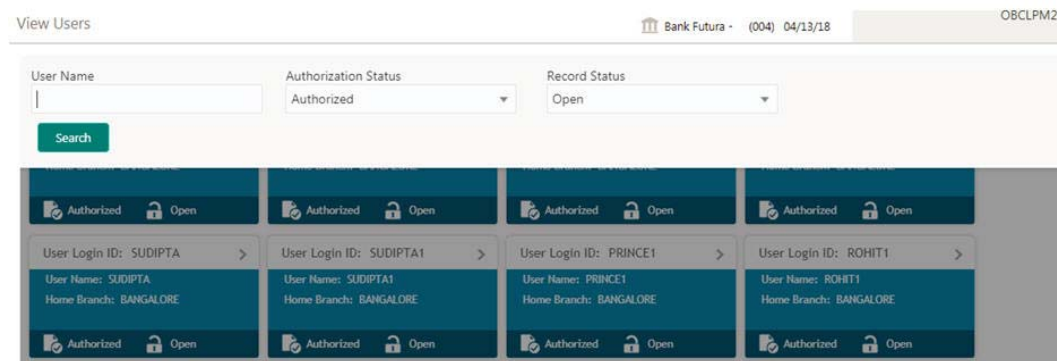 View Users
Bank Futura - (004) 04/13/18
OBCLPM2
User Name Authorization Status Record Status
Authorized Open
Search
Authorized Open Authorized Open Authorized Open Authorized Open
User Login ID: SUDIPTA User Login ID: SUDIPTA1 User Login ID: PRINCE1 User Login ID: ROHIT1
User Name: SUDIPTA User Name: SUDIPTA1 User Name: PRINCE1 User Name: ROHIT1
Home Branch: BANGALORE Home Branch: BANGALORE Home Branch: BANGALORE Home Branch: BANGALORE
Authorized Open Authorized Open Authorized Open Authorized Open